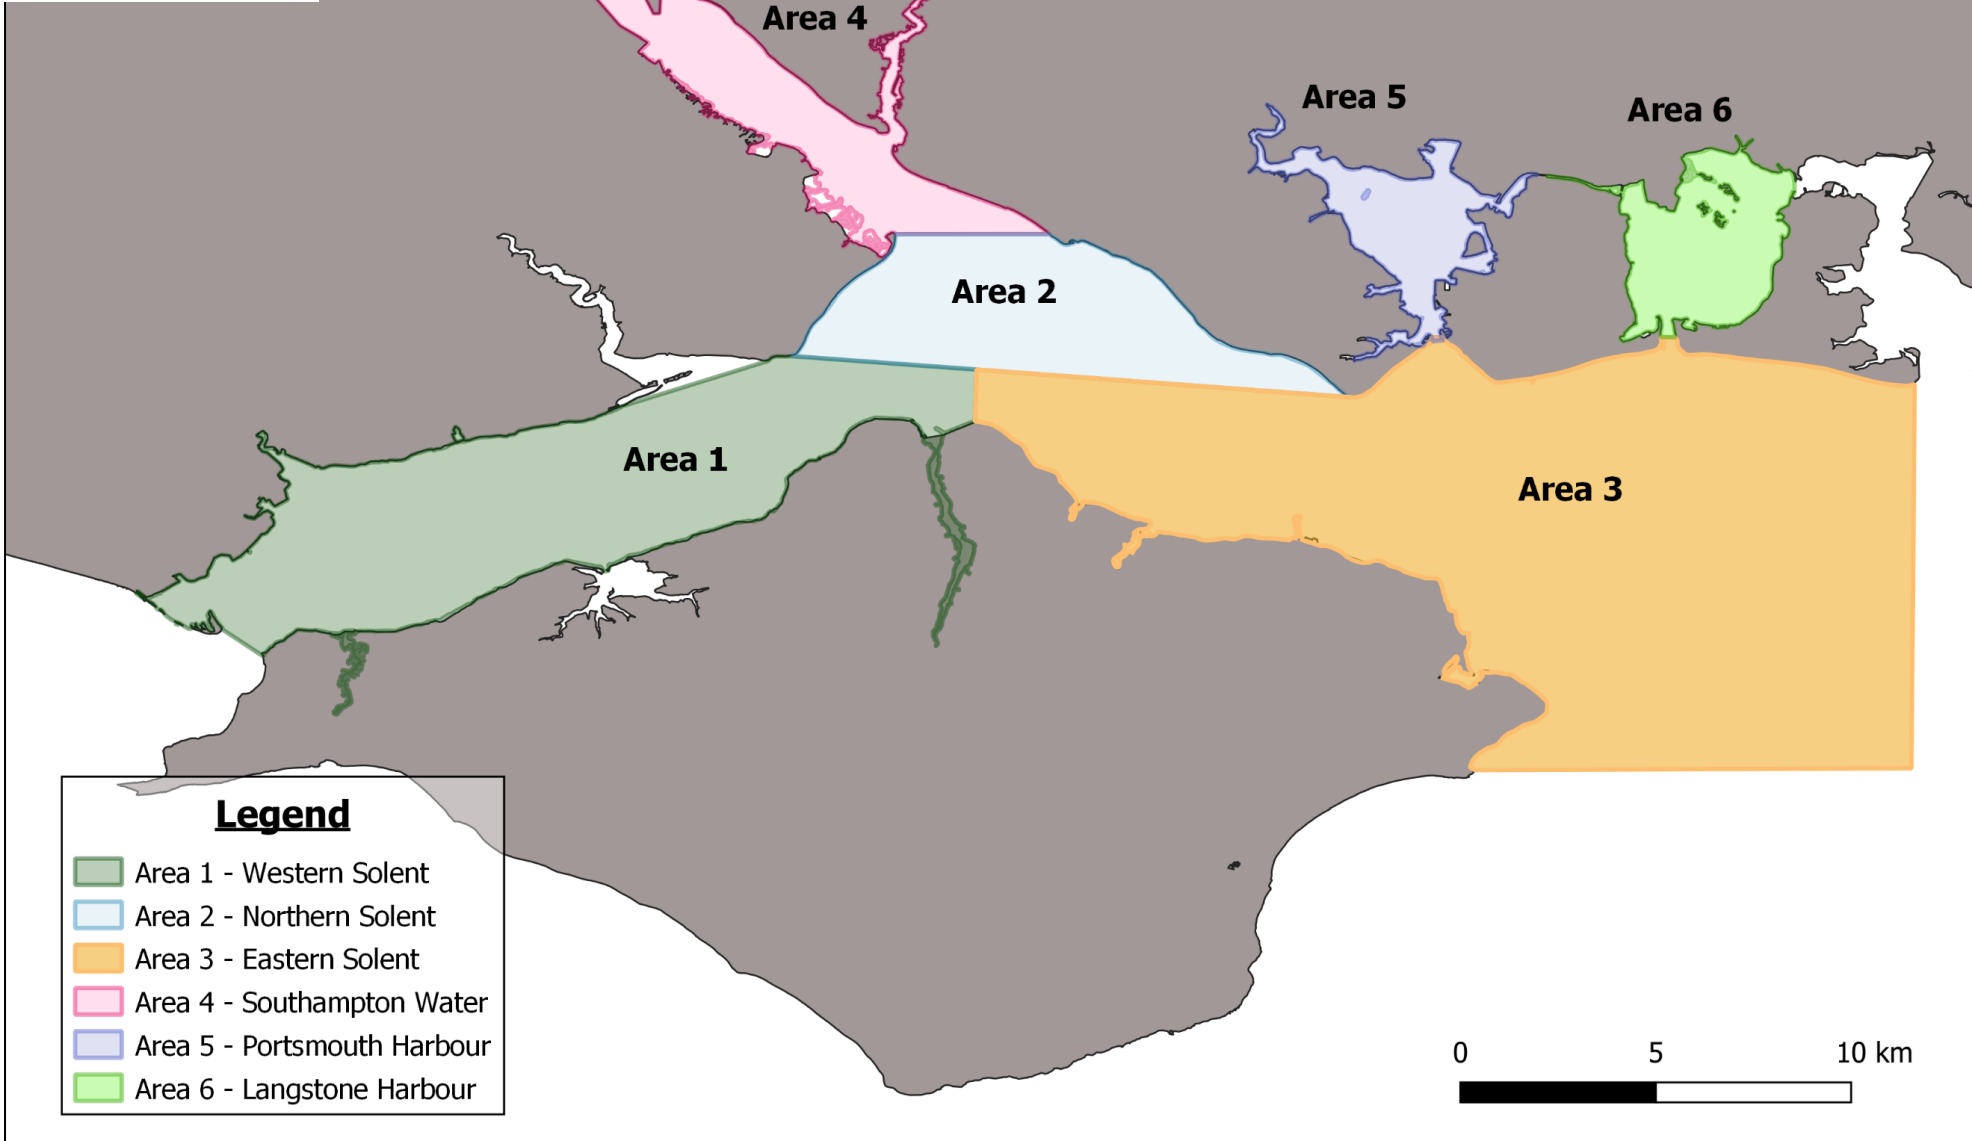 Area 4
Area 5
Area 6
Area 2
Area 1
Area 3
Legend
Area 1 - Western Solent
Area 2 - Northern Solent
Area 3 - Eastern Solent
Area 4 - Southampton Water
Area 5 - Portsmouth Harbour
Area 6 - Langstone Harbour
0 5 10 km